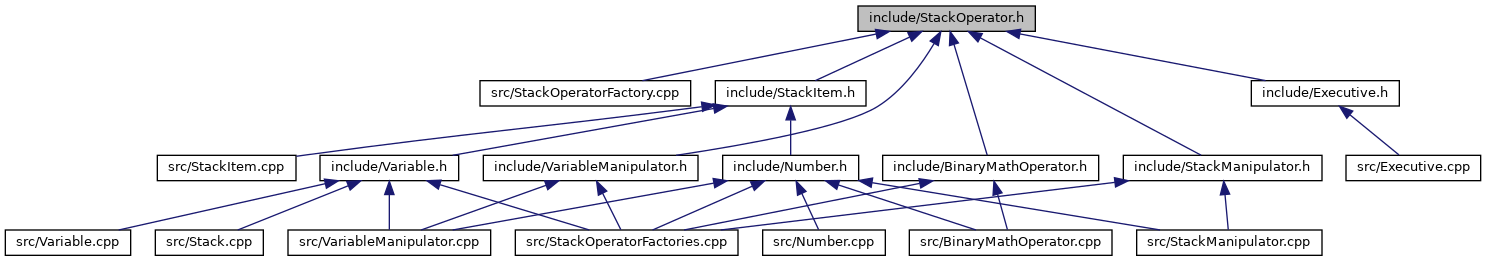 include/StackOperator.h
src/StackOperatorFactory.cpp
include/StackItem.h
include/Executive.h
src/StackItem.cpp
include/Variable.h
include/VariableManipulator.h
include/Number.h
include/BinaryMathOperator.h
include/StackManipulator.h
src/Executive.cpp
src/Variable.cpp
src/Stack.cpp
src/VariableManipulator.cpp
src/StackOperatorFactories.cpp
src/Number.cpp
src/BinaryMathOperator.cpp
src/StackManipulator.cpp